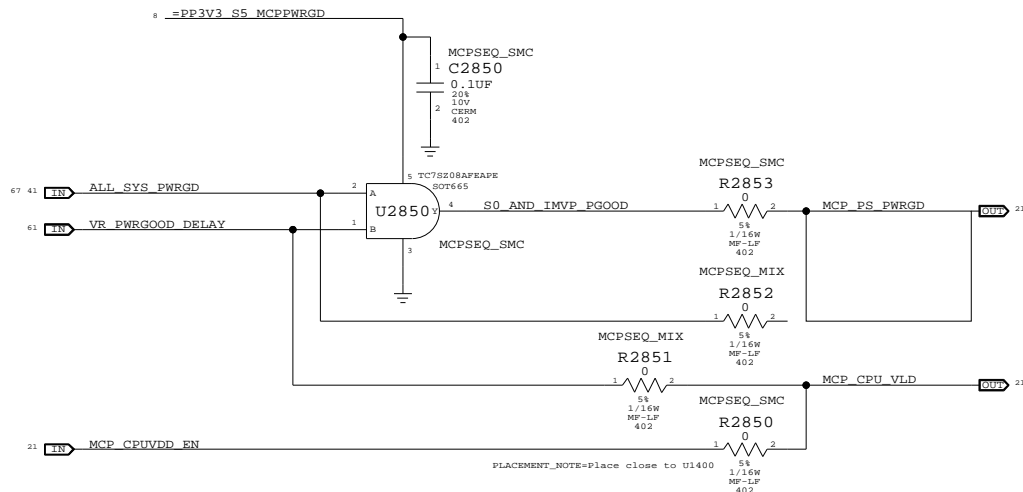 8 =PP3V3_S5_MCPPWRGD
MCPSEQ_SMC
1 C2850
0.1UF
20%
10V
2 CERM
402
5 TC7SZ08AFEAPE
SOT665
67 41 IN ALL_SYS_PWRGD 2 A
U2850 Y 4 S0_AND_IMVP_PGOOD
61 IN VR_PWRGOOD_DELAY 1 B
3 MCPSEQ_SMC
MCPSEQ_SMC
R2853
1 0 2 MCP_PS_PWRGD OUT 21
5%
1/16W
MF-LF
402
MCPSEQ_MIX
R2852
1 0 2
5%
1/16W
MF-LF
402
MCPSEQ_MIX
R2851
1 0 2 MCP_CPU_VLD OUT 21
5%
1/16W
MF-LF
402
MCPSEQ_SMC
R2850
21 IN MCP_CPUVDD_EN 1 0 2
PLACEMENT_NOTE=Place close to U1400
5%
1/16W
MF-LF
402